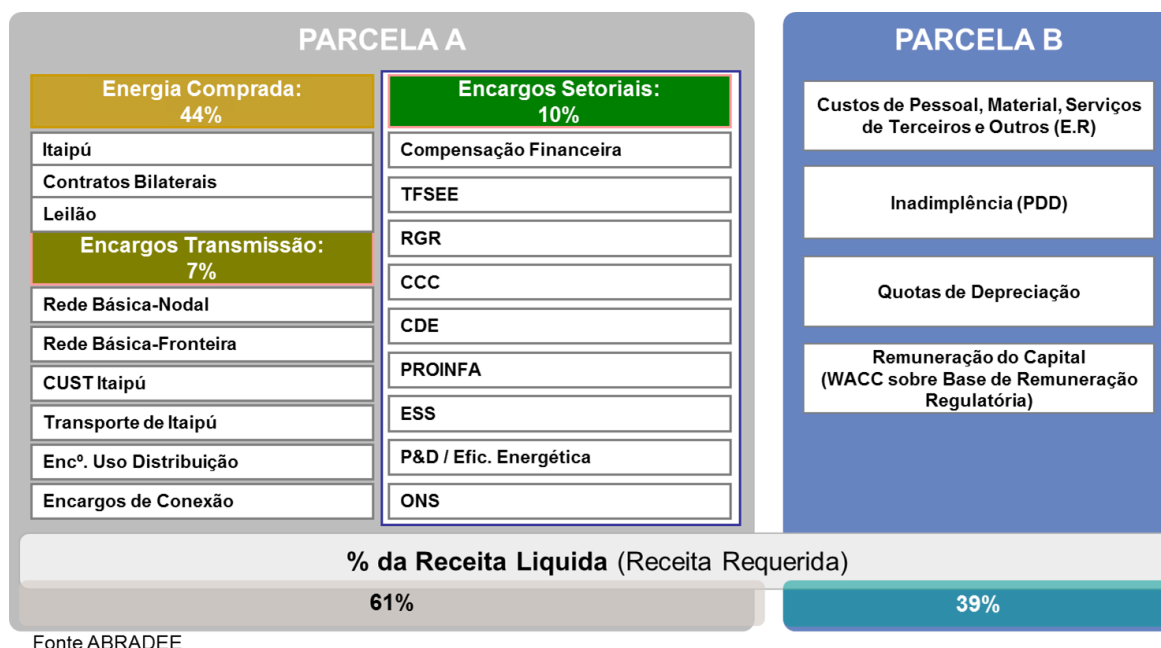 PARCELA A
Energia Comprada:
44%
Itaipú
Contratos Bilaterais
Leilão
Encargos Transmissão:
7%
Rede Básica-Nodal
Rede Básica-Fronteira
CUST Itaipú
Transporte de Itaipú
Encº. Uso Distribuição
Encargos de Conexão
Encargos Setoriais:
10%
Compensação Financeira
TFSEE
RGR
CCC
CDE
PROINFA
ESS
P&D / Efic. Energética
ONS
PARCELA B
Custos de Pessoal, Material, Serviços
de Terceiros e Outros (E.R)
Inadimplência (PDD)
Quotas de Depreciação
Remuneração do Capital
(WACC sobre Base de Remuneração
Regulatória)
% da Receita Liquida (Receita Requerida)
61%
39%
Fonte ABRADEE